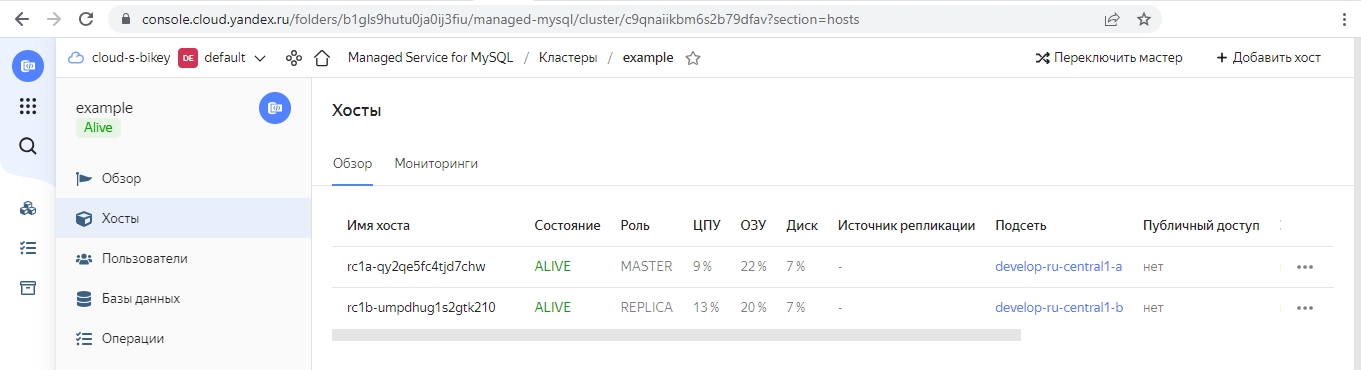 console.cloud.yandex.ru/folders/b1gls9hutu0ja0ij3fiu/managed-mysql/cluster/c9qnaiikbm6s2b79dfav?section=hosts
cloud-s-bikey DE default Managed Service for MySQL / Кластеры / example Переключить мастер + Добавить хост
example
Alive
Обзор
Хосты
Пользователи
Базы данных
Операции
Хосты
Обзор Мониторинги
Имя хоста Состояние Роль ЦПУ ОЗУ Диск Источник репликации Подсеть Публичный доступ
rc1a-qy2qe5fc4tjd7chw ALIVE MASTER 9 % 22 % 7 % - develop-ru-central1-a нет
rc1b-umpdhug1s2gtk210 ALIVE REPLICA 13 % 20 % 7 % - develop-ru-central1-b нет